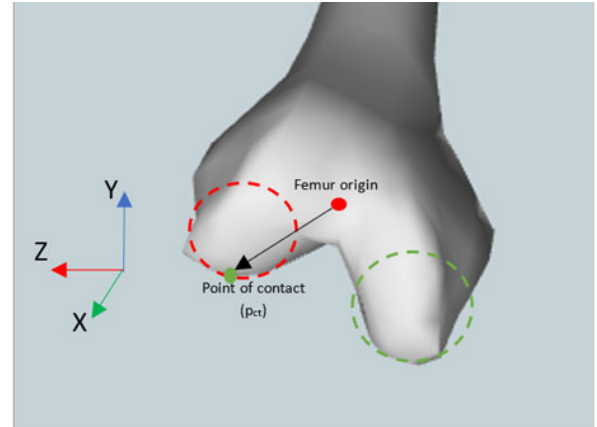 Femur origin
Y
Z
X
Point of contact
(pct)